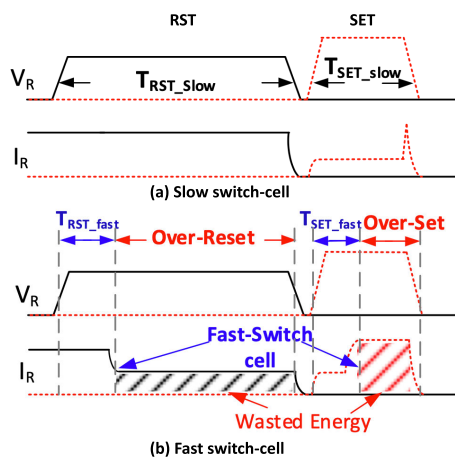 RST SET
V_R T_RST_Slow T_SET_slow
I_R
(a) Slow switch-cell
T_RST_fast Over-Reset T_SET_fast Over-Set
V_R
Fast-Switch
cell
I_R
Wasted Energy
(b) Fast switch-cell